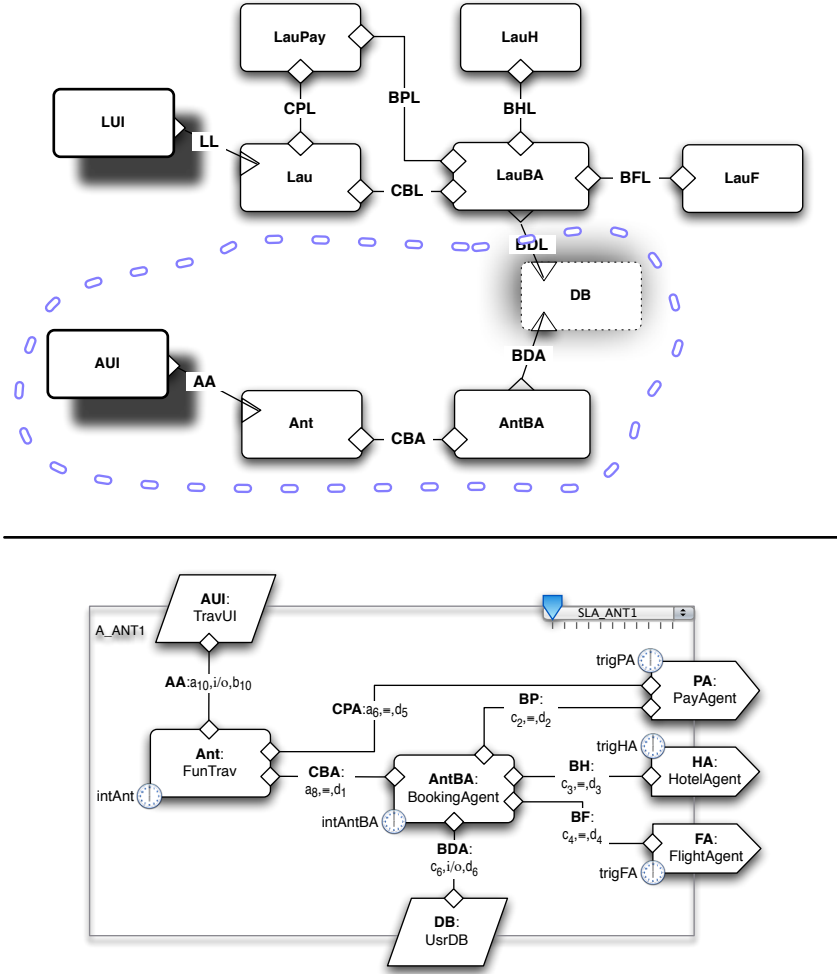 LauPay
LauH
CPL
BPL
BHL
LUI
LL
Lau
CBL
LauBA
BFL
LauF
BDL
DB
AUI
AA
BDA
Ant
CBA
AntBA
AUI:
TravUI
SLA_ANT1
A_ANT1
trigPA
AA:a10,i/o,b10
PA:
PayAgent
CPA:a6,≡,d5
BP:
c2,≡,d2
trigHA
Ant:
FunTrav
HA:
HotelAgent
CBA:
a8,≡,d1
AntBA:
BookingAgent
BH:
c3,≡,d3
intAnt
intAntBA
BF:
c4,≡,d4
FA:
FlightAgent
BDA:
c6,i/o,d6
trigFA
DB:
UsrDB